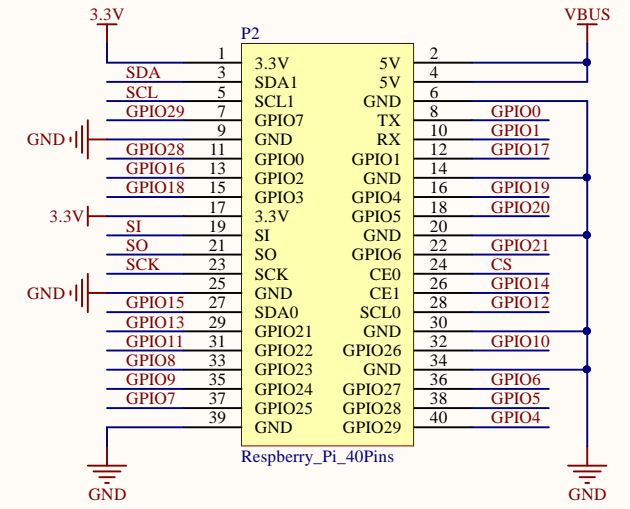 3.3V VBUS
P2
1 3.3V 5V 2
SDA 3 SDA1 5V 4
SCL 5 SCL1 GND 6
GPIO29 7 GPIO7 TX 8 GPIO0
GND 9 GND RX 10 GPIO1
GPIO28 11 GPIO0 GPIO1 12 GPIO17
GPIO16 13 GPIO2 GND 14
GPIO18 15 GPIO3 GPIO4 16 GPIO19
3.3V 17 3.3V GPIO5 18 GPIO20
SI 19 SI GND 20
SO 21 SO GPIO6 22 GPIO21
SCK 23 SCK CE0 24 CS
GND 25 GND CE1 26 GPIO14
GPIO15 27 SDA0 SCL0 28 GPIO12
GPIO13 29 GPIO21 GND 30
GPIO11 31 GPIO22 GPIO26 32 GPIO10
GPIO8 33 GPIO23 GND 34
GPIO9 35 GPIO24 GPIO27 36 GPIO6
GPIO7 37 GPIO25 GPIO28 38 GPIO5
39 GND GPIO29 40 GPIO4
Respberry_Pi_40Pins
GND GND